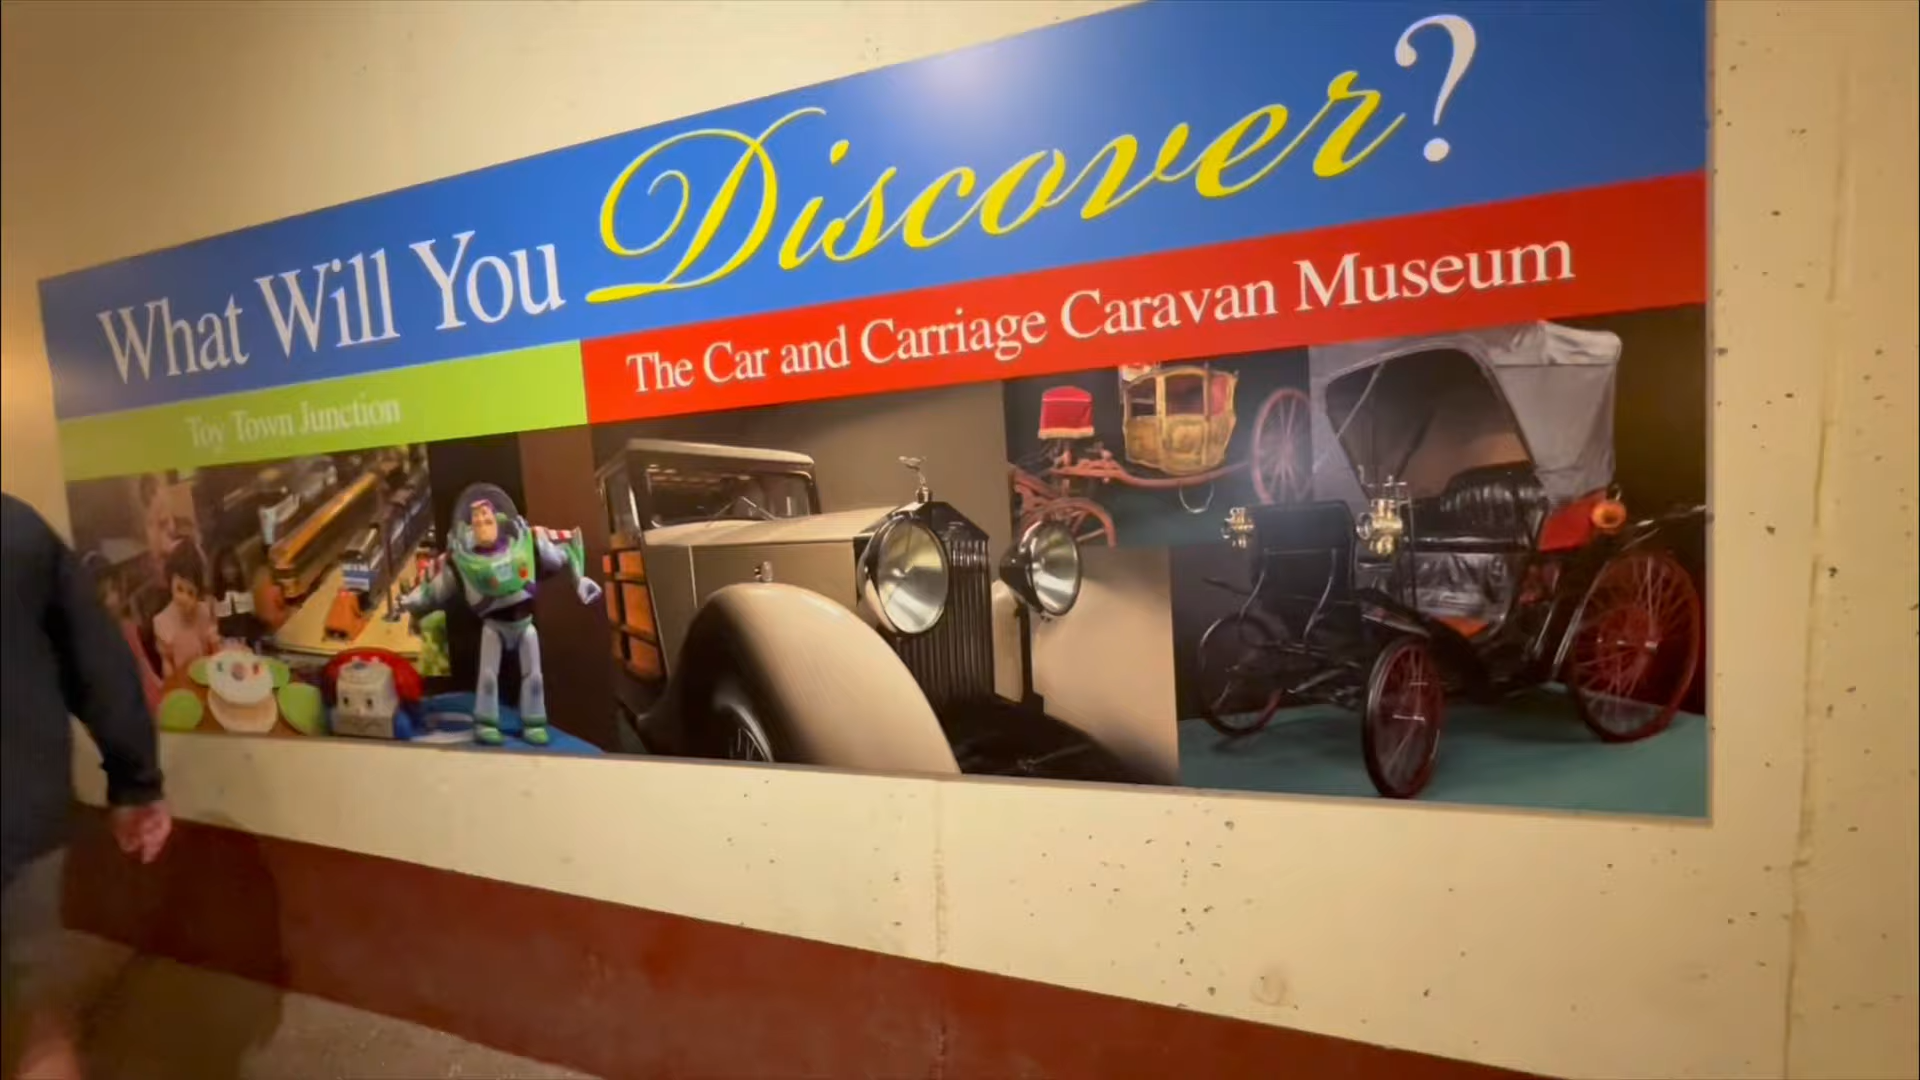 What Will You Discover?
Toy Town Junction
The Car and Carriage Caravan Museum